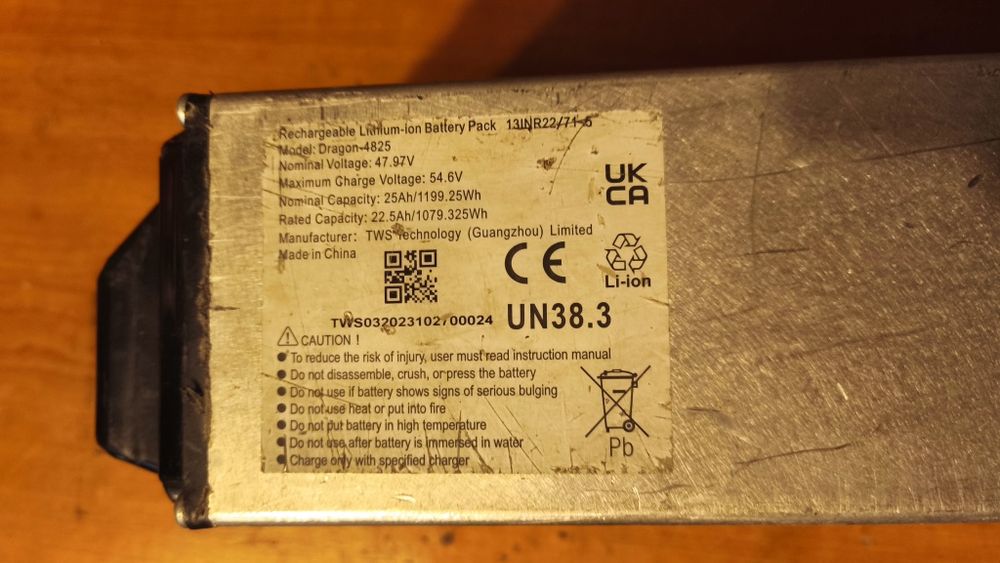 Rechargeable Lithium-ion Battery Pack 13INR22/71-5
Model: Dragon-4825
Nominal Voltage: 47.97V
Maximum Charge Voltage: 54.6V
Nominal Capacity: 25Ah/1199.25Wh
Rated Capacity: 22.5Ah/1079.325Wh
Manufacturer: TWS Technology (Guangzhou) Limited
Made in China
UK
CA
CE
Li-ion
TWS032023102700024
UN38.3
CAUTION !
● To reduce the risk of injury, user must read instruction manual
● Do not disassemble, crush, or press the battery
● Do not use if battery shows signs of serious bulging
● Do not use heat or put into fire
● Do not put battery in high temperature
● Do not use after battery is immersed in water
● Charge only with specified charger
Pb